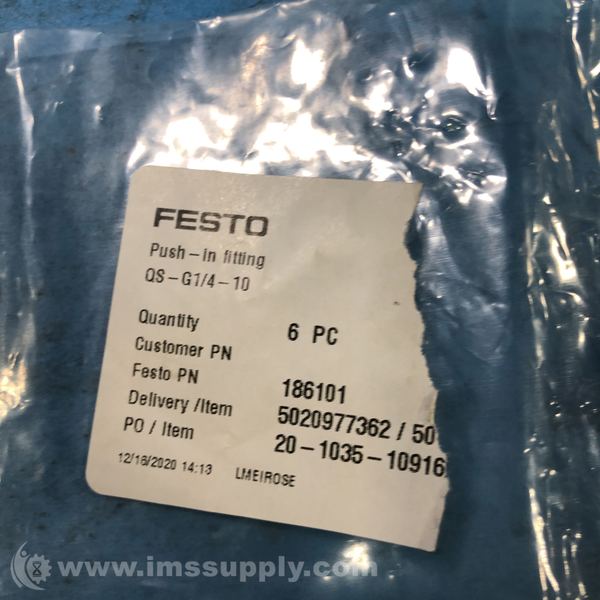 FESTO
Push-in fitting
QS-G1/4-10
Quantity 6 PC
Customer PN
Festo PN 186101
Delivery /Item 5020977362 / 50
PO / Item 20-1035-10916
12/16/2020 14:13 LMEIROSE
www.imssupply.com